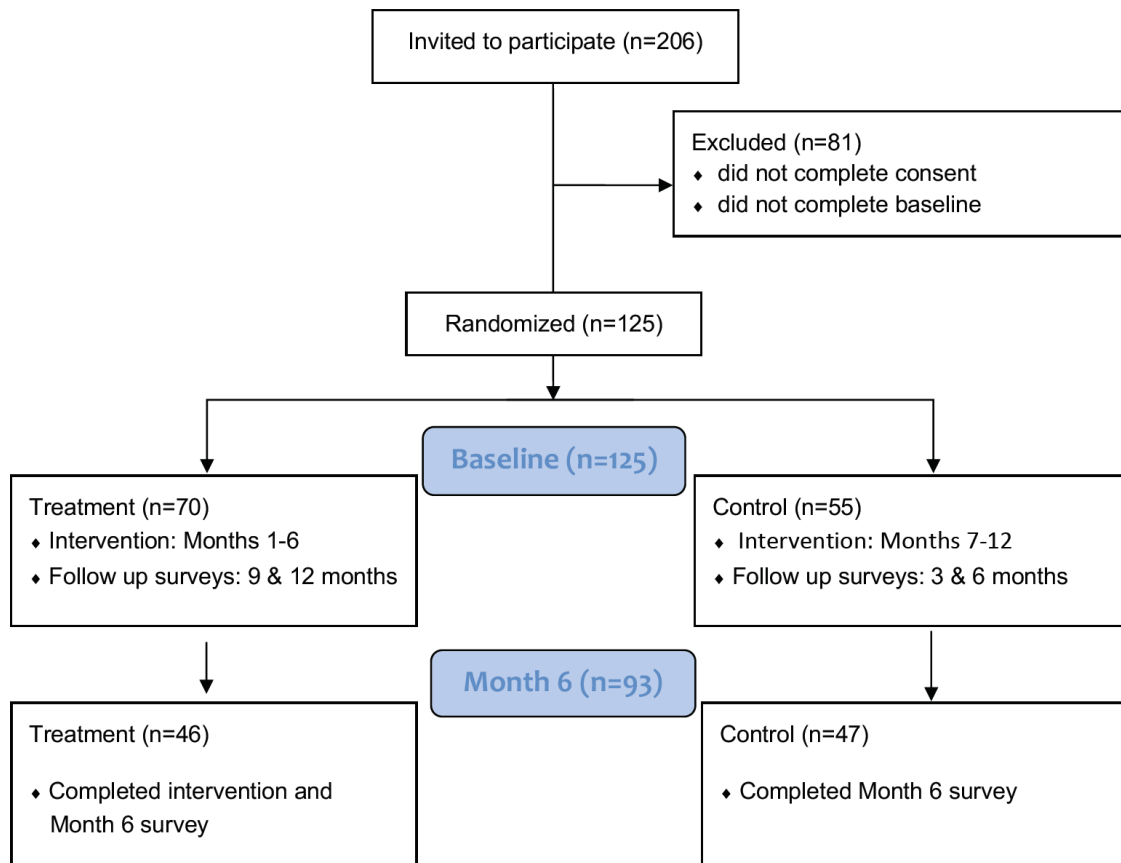 Invited to participate (n=206)
Excluded (n=81)
⬧ did not complete consent
⬧ did not complete baseline
Randomized (n=125)
Baseline (n=125)
Treatment (n=70)
⬧ Intervention: Months 1-6
⬧ Follow up surveys: 9 & 12 months
Control (n=55)
⬧ Intervention: Months 7-12
⬧ Follow up surveys: 3 & 6 months
Month 6 (n=93)
Treatment (n=46)
⬧ Completed intervention and
Month 6 survey
Control (n=47)
⬧ Completed Month 6 survey